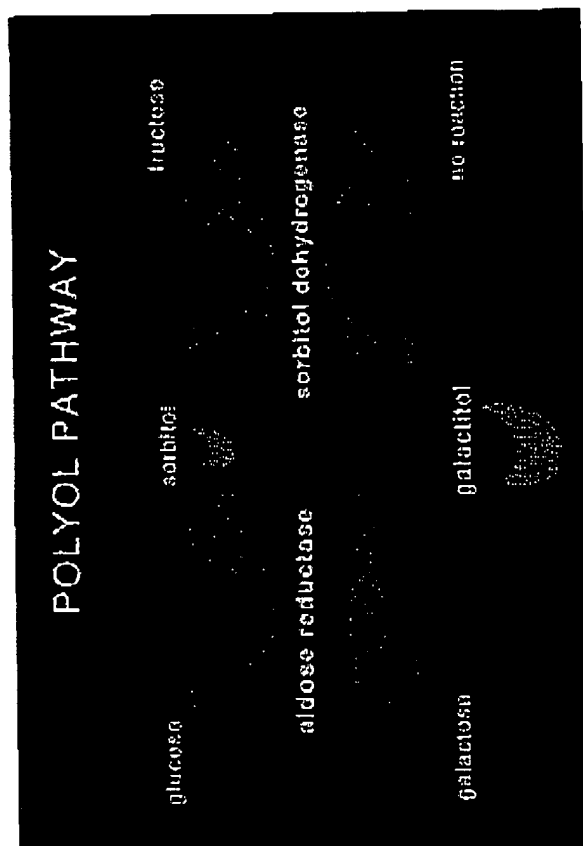 POLYOL PATHWAY
glucose
sorbitol
fructose
aldose reductase
sorbitol dehydrogenase
galactose
galactitol
no reaction